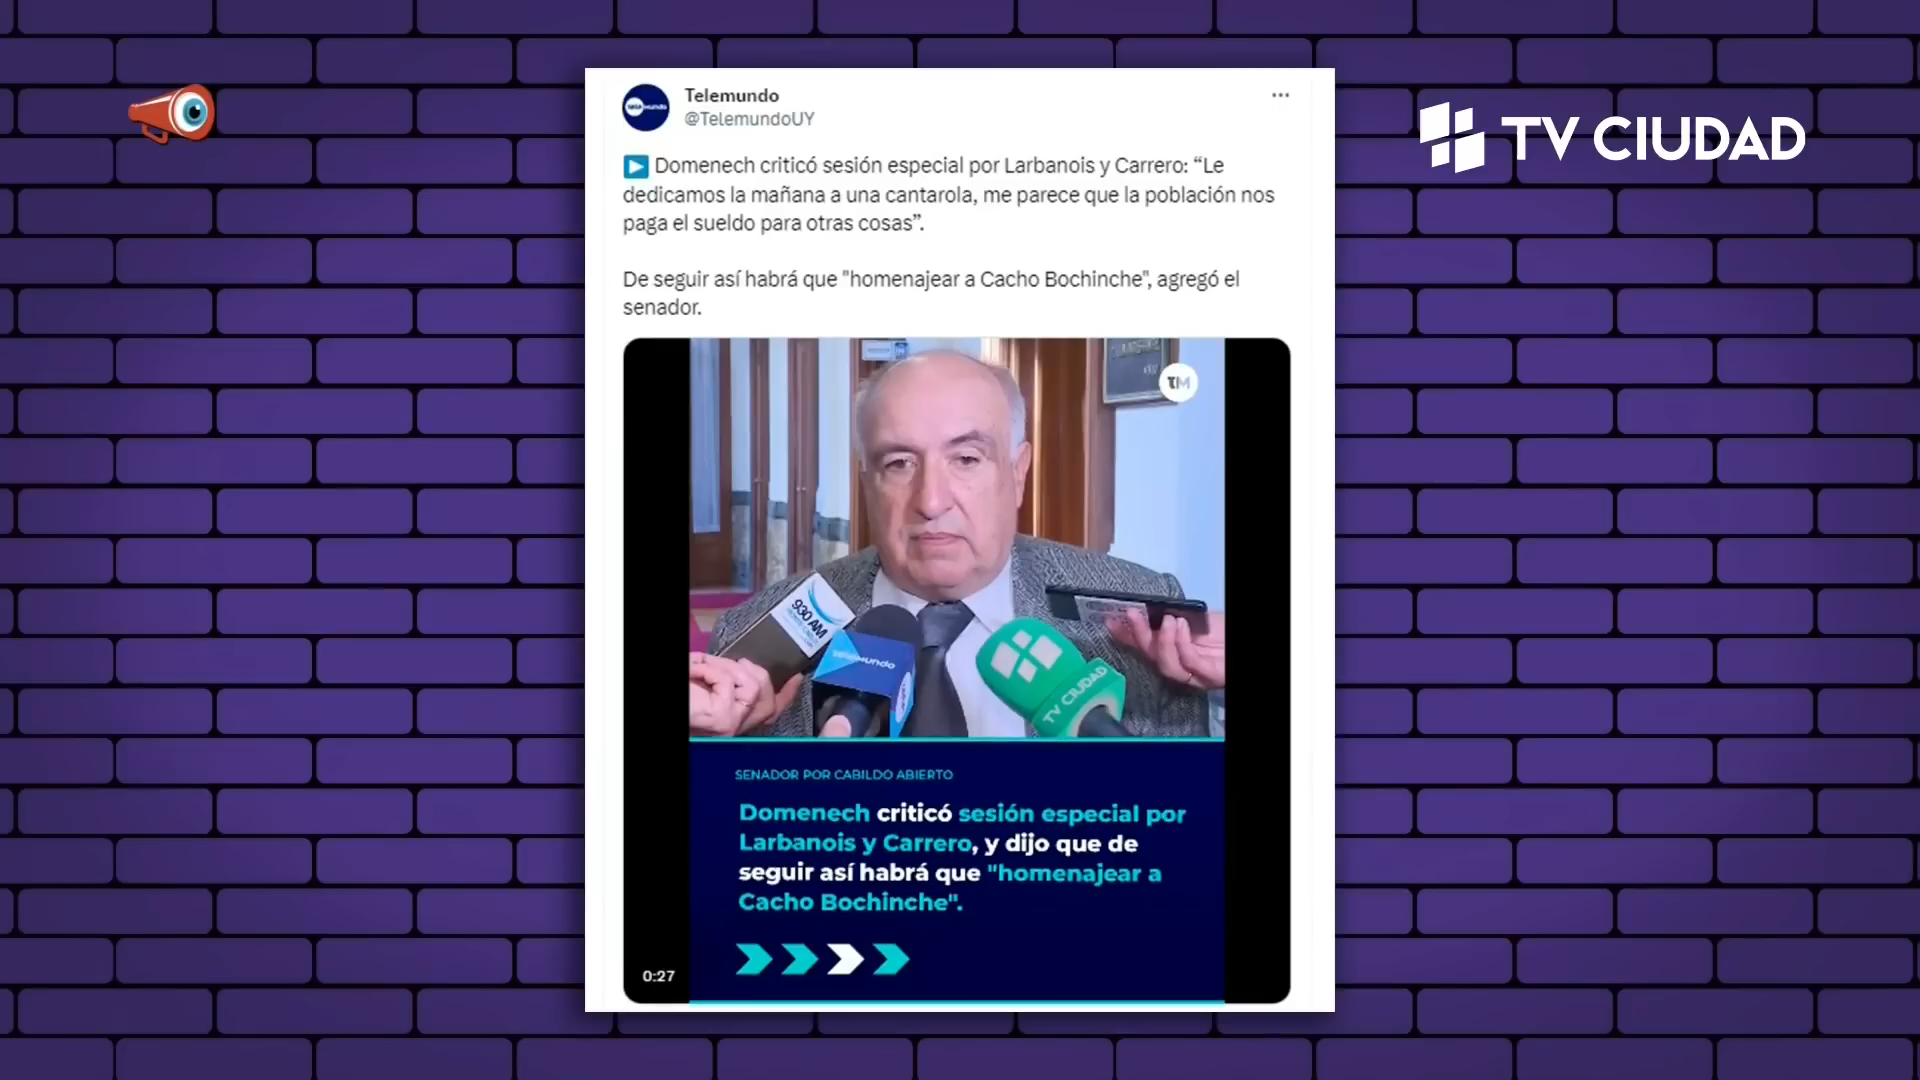 Telemundo
@TelemundoUY
TV CIUDAD
Domenech criticó sesión especial por Larbanois y Carrero: “Le
dedicamos la mañana a una cantarola, me parece que la población nos
paga el sueldo para otras cosas”.
De seguir así habrá que "homenajear a Cacho Bochinche", agregó el
senador.
TM
930 AM
TELEMUNDO
TV CIUDAD
SENADOR POR CABILDO ABIERTO
Domenech criticó sesión especial por
Larbanois y Carrero, y dijo que de
seguir así habrá que "homenajear a
Cacho Bochinche".
0:27